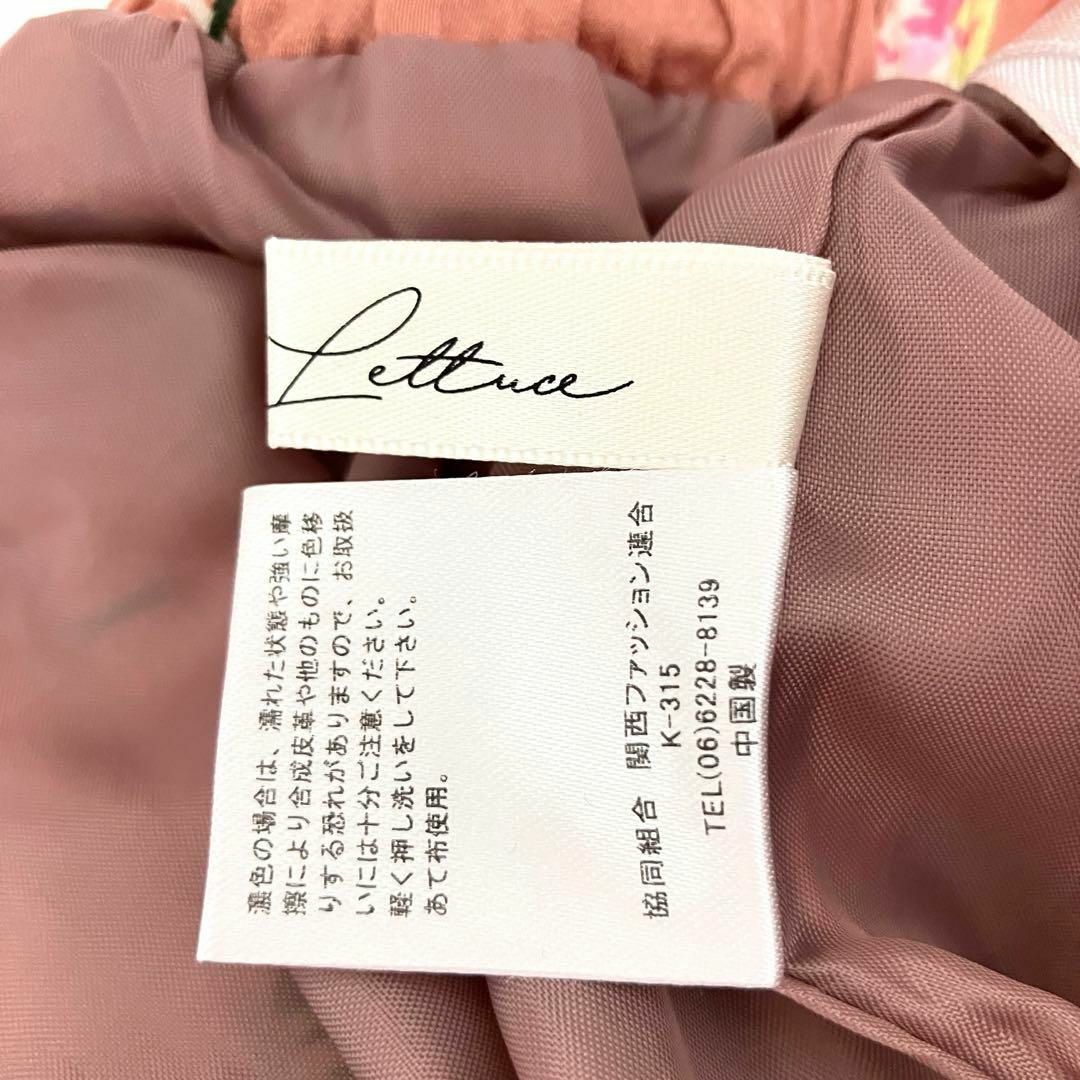 Lettuce
濃色の場合は、濡れた状態や強い摩
擦により合成皮革や他のものに色移
りする恐れがありますので、お取扱
いには十分ご注意ください。
軽く押し洗いをして下さい。
あて布使用。
協同組合 関西ファッション連合
K-315
TEL(06)6228-8139
中国製